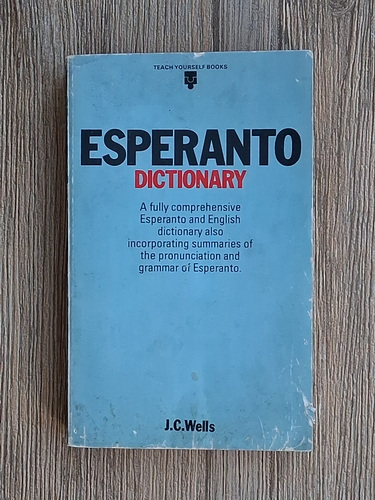 TEACH YOURSELF BOOKS
ESPERANTO
DICTIONARY
A fully comprehensive
Esperanto and English
dictionary also
incorporating summaries of
the pronunciation and
grammar of Esperanto.
J.C.Wells